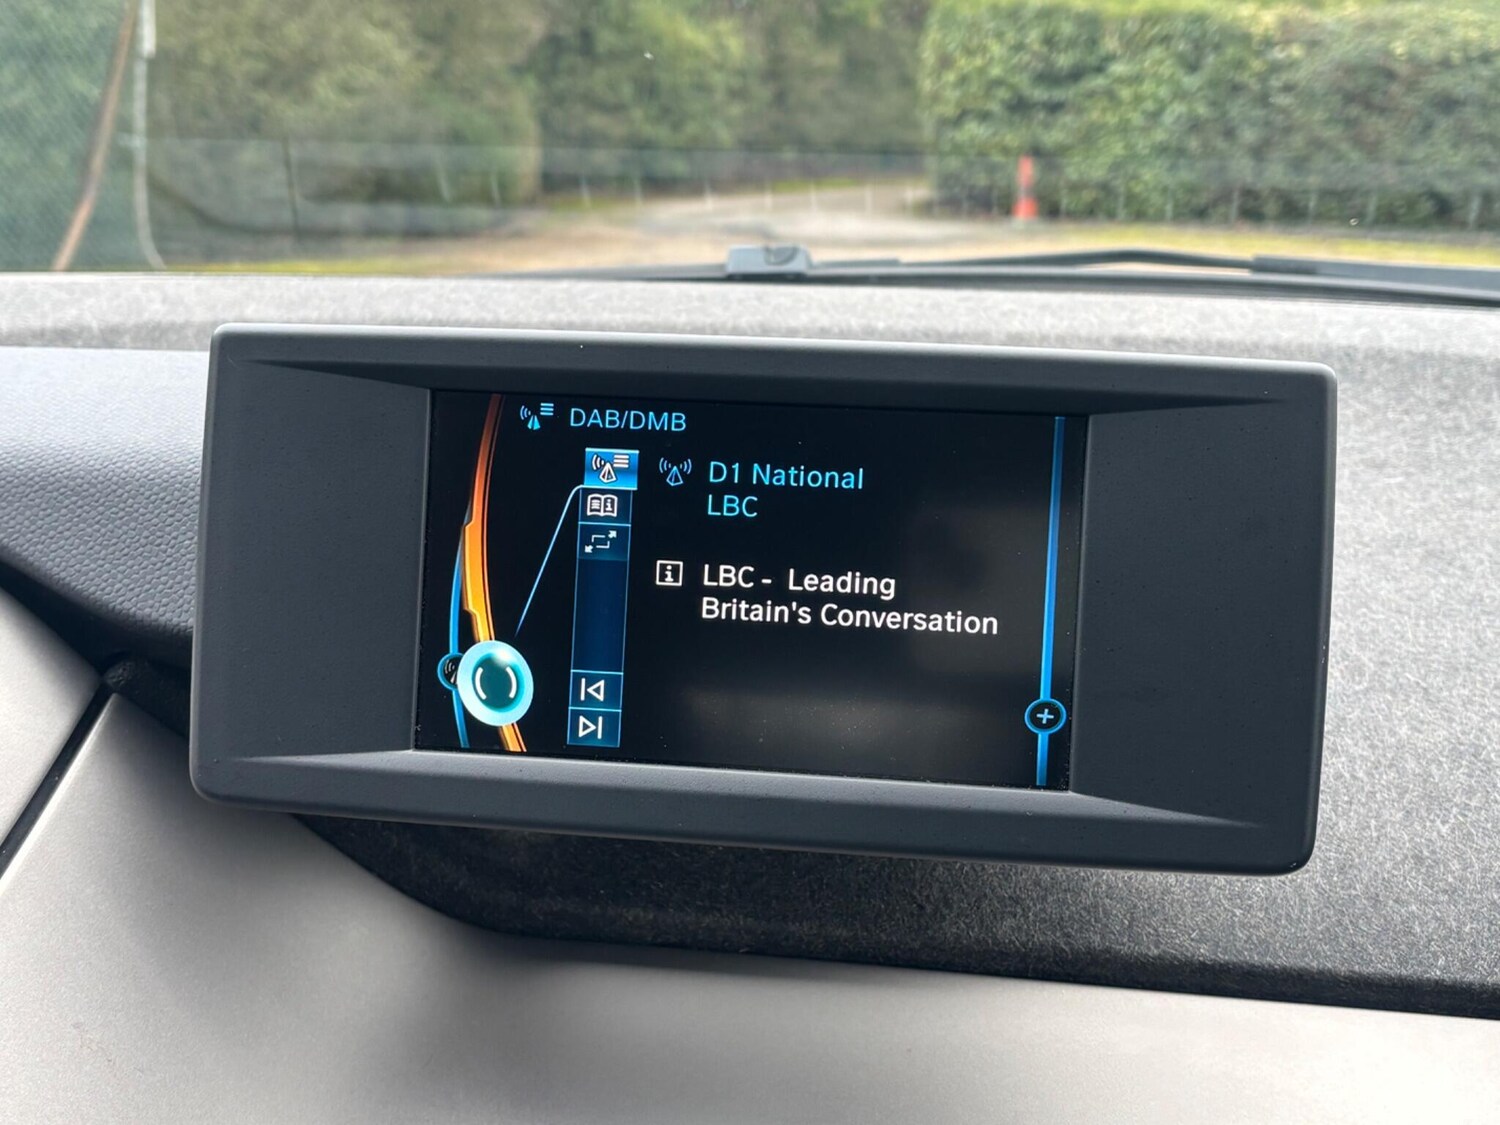 DAB/DMB
D1 National
LBC
LBC - Leading
Britain's Conversation